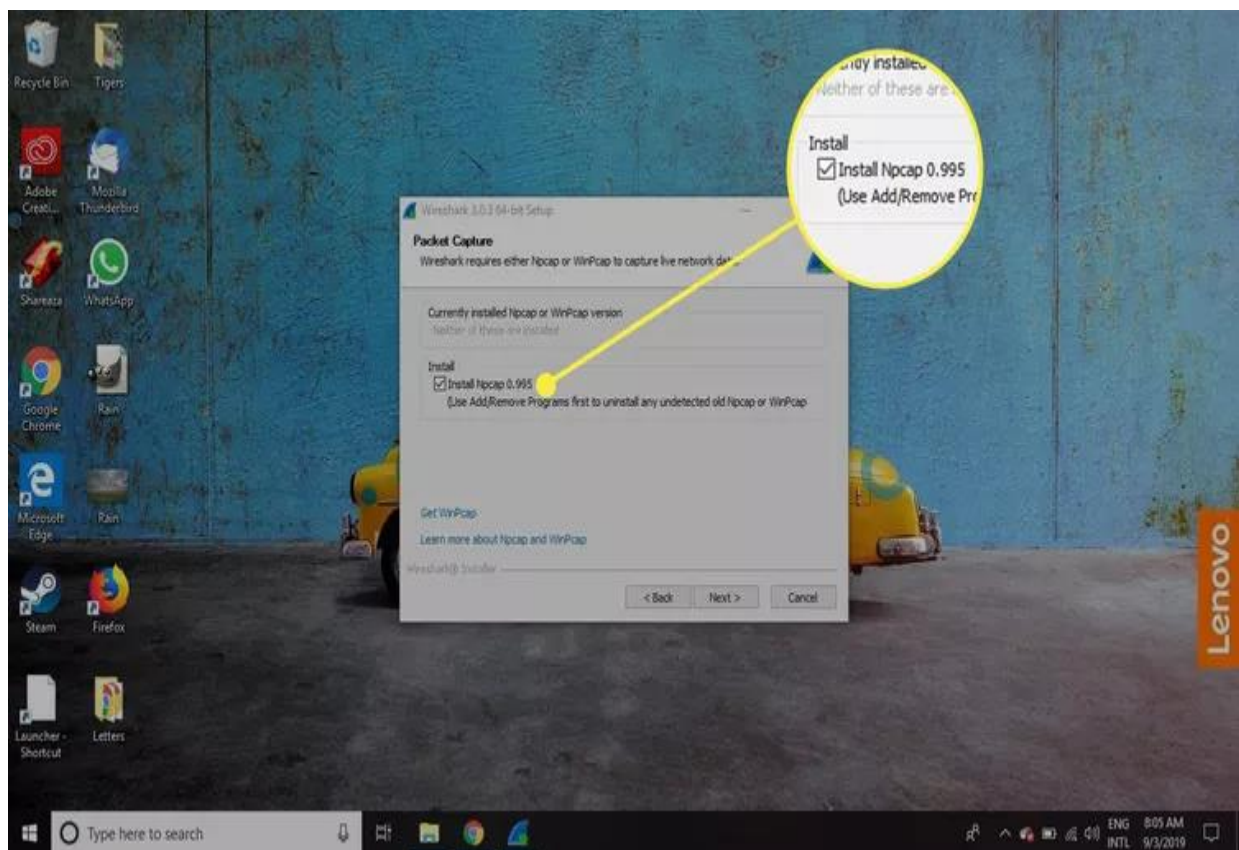 Recycle Bin
Tigers
Adobe
Creati...
Mozilla
Thunderbird
Shareaza
WhatsApp
Google
Chrome
Rain
Microsoft
Edge
Rain
Steam
Firefox
Launcher -
Shortcut
Letters
Wireshark 3.0.3 64-bit Setup
Packet Capture
Wireshark requires either Npcap or WinPcap to capture live network
Currently installed Npcap or WinPcap version
Neither of these are installed
Install
Install Npcap 0.995
(Use Add/Remove Programs first to uninstall any undetected old Npcap or WinPcap
Get WinPcap
Learn more about Npcap and WinPcap
Wireshark® Installer
< Back
Next >
Cancel
installed
Neither of these are
Install
Install Npcap 0.995
(Use Add/Remove
Lenovo
Type here to search
ENG
INTL
8:05 AM
9/3/2019